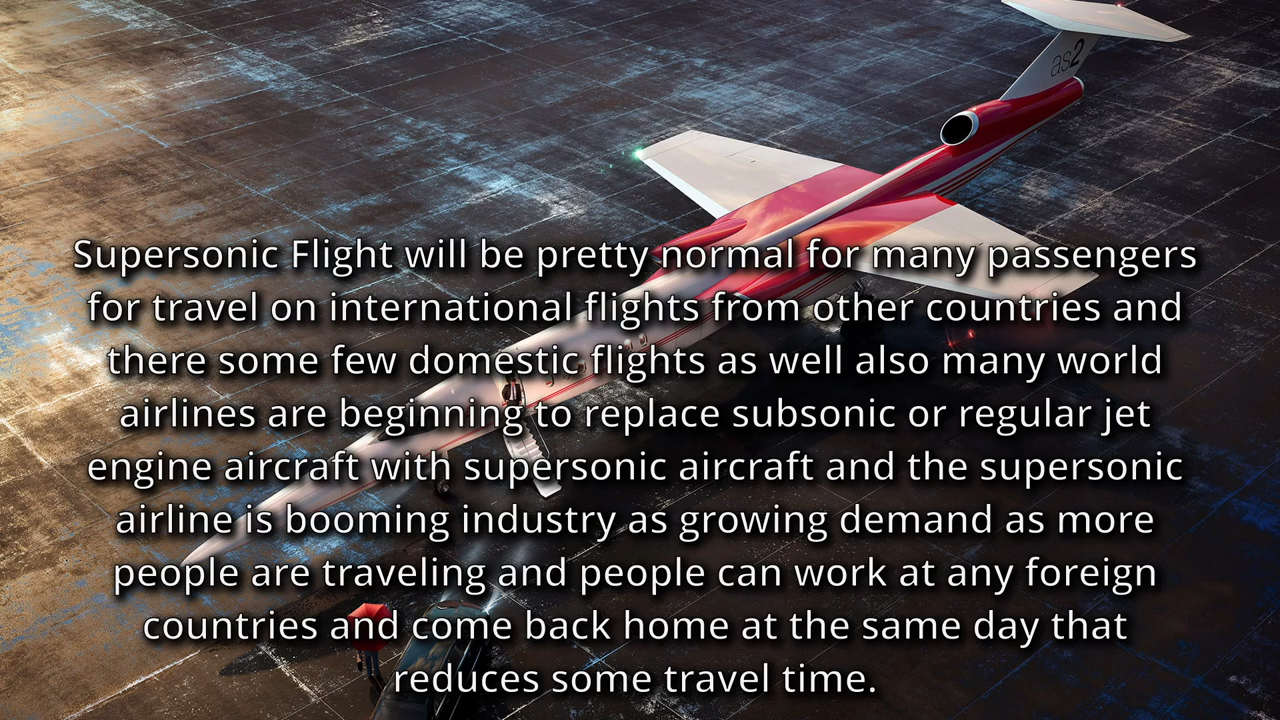 as2
Supersonic Flight will be pretty normal for many passengers
for travel on international flights from other countries and
there some few domestic flights as well also many world
airlines are beginning to replace subsonic or regular jet
engine aircraft with supersonic aircraft and the supersonic
airline is booming industry as growing demand as more
people are traveling and people can work at any foreign
countries and come back home at the same day that
reduces some travel time.